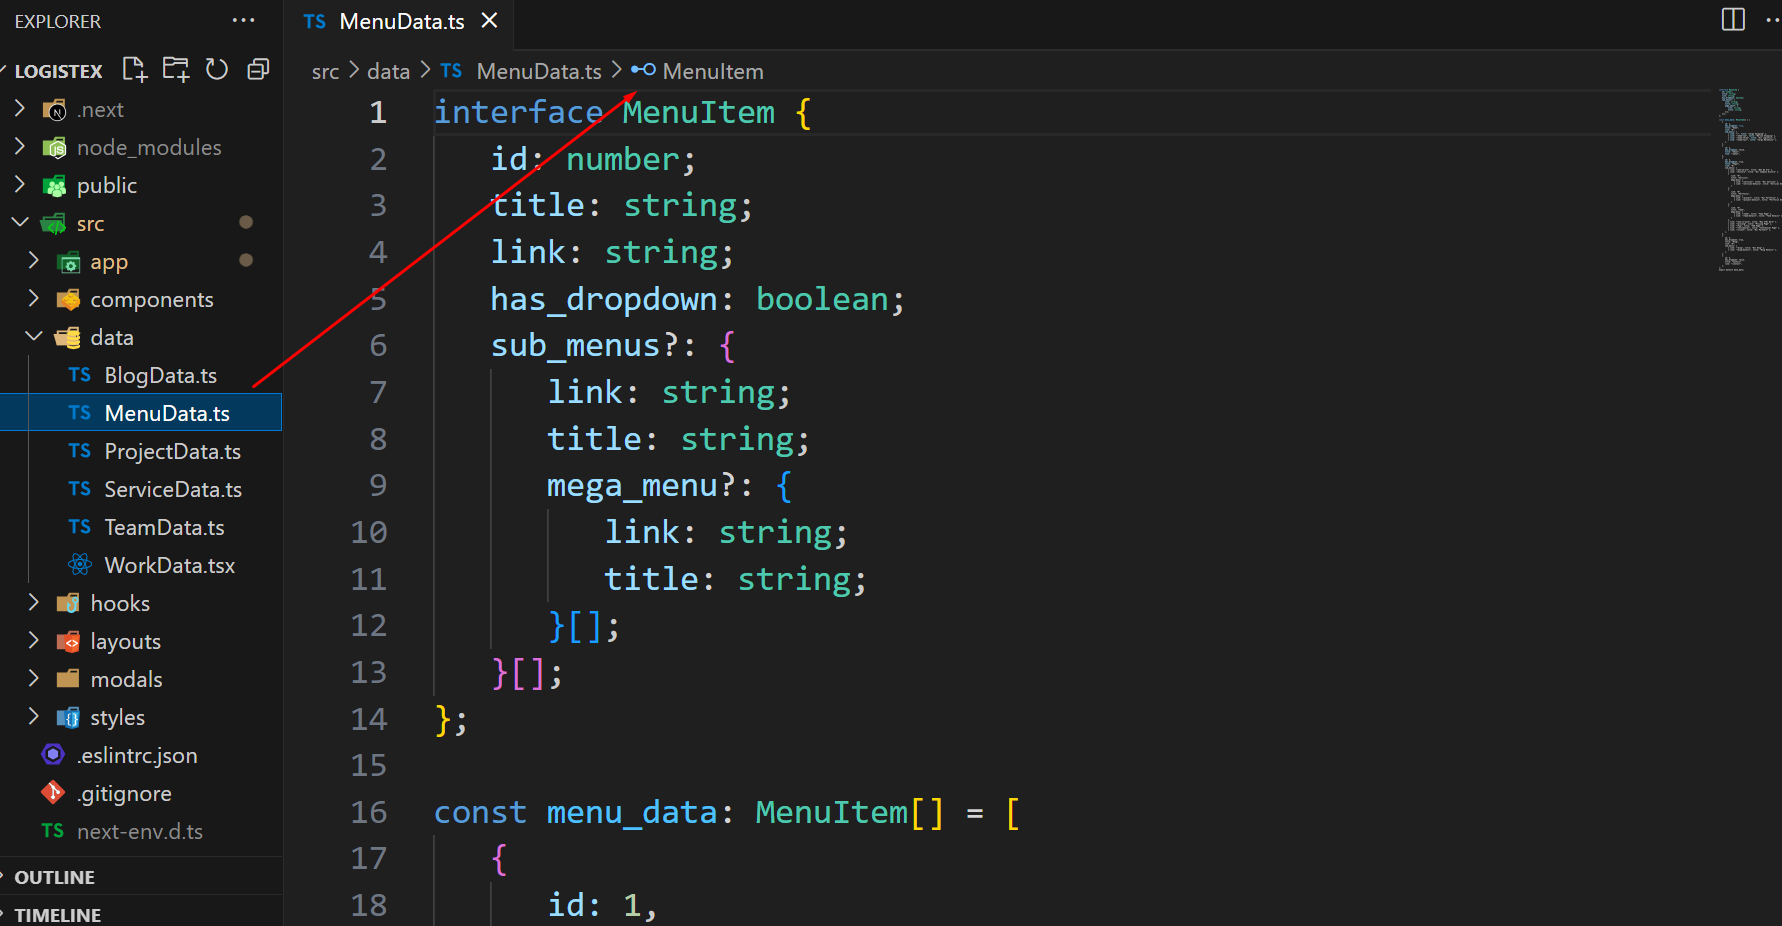 EXPLORER
LOGISTEX
.next
node_modules
public
src
app
components
data
TS BlogData.ts
TS MenuData.ts
TS ProjectData.ts
TS ServiceData.ts
TS TeamData.ts
WorkData.tsx
hooks
layouts
modals
styles
.eslintrc.json
.gitignore
TS next-env.d.ts
OUTLINE
TIMELINE
TS MenuData.ts
src > data > TS MenuData.ts > MenuItem
1 interface MenuItem {
2 id: number;
3 title: string;
4 link: string;
5 has_dropdown: boolean;
6 sub_menus?: {
7 link: string;
8 title: string;
9 mega_menu?: {
10 link: string;
11 title: string;
12 }[];
13 }[];
14 };
15
16 const menu_data: MenuItem[] = [
17 {
18 id: 1,